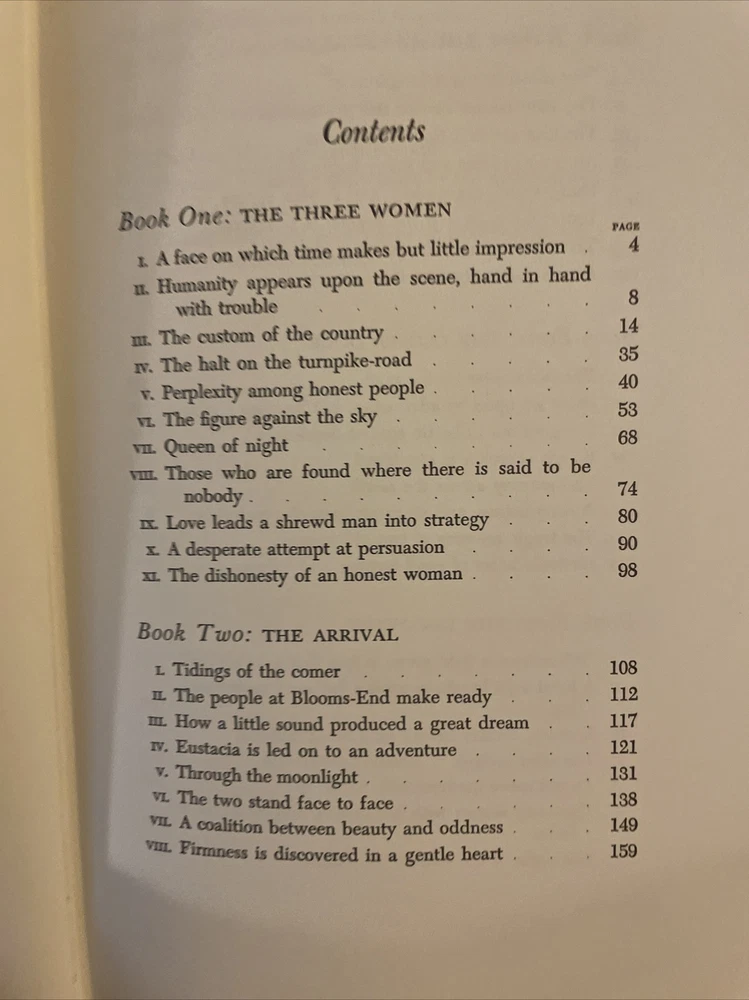 Contents
Book One: THE THREE WOMEN
PAGE
I. A face on which time makes but little impression . 4
II. Humanity appears upon the scene, hand in hand
with trouble . . . . . . . 8
III. The custom of the country . . . . . 14
IV. The halt on the turnpike-road . . . . 35
V. Perplexity among honest people . . . . 40
VI. The figure against the sky . . . . . 53
VII. Queen of night . . . . . . 68
VIII. Those who are found where there is said to be
nobody . . . . . . . . 74
IX. Love leads a shrewd man into strategy . . . 80
X. A desperate attempt at persuasion . . . . 90
XI. The dishonesty of an honest woman . . . . 98
Book Two: THE ARRIVAL
I. Tidings of the comer . . . . . . 108
II. The people at Blooms-End make ready . . . 112
III. How a little sound produced a great dream . . 117
IV. Eustacia is led on to an adventure . . . . 121
V. Through the moonlight . . . . . . 131
VI. The two stand face to face . . . . . 138
VII. A coalition between beauty and oddness . . . 149
VIII. Firmness is discovered in a gentle heart . . . 159